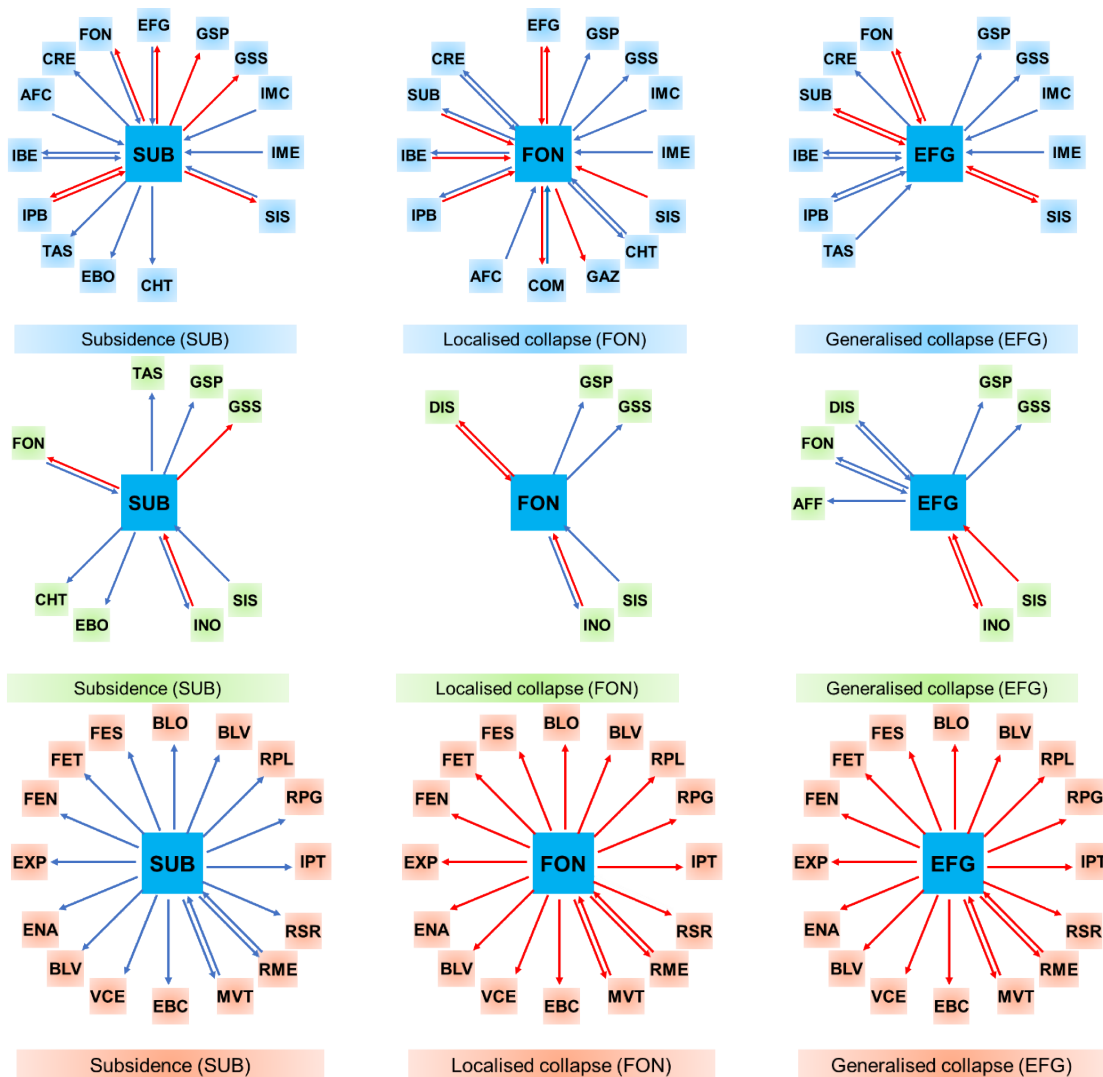 FON
EFG
GSP
CRE
GSS
AFC
IMC
SUB
IBE
IME
IPB
SIS
TAS
EBO
CHT
Subsidence (SUB)
EFG
GSP
CRE
GSS
SUB
IMC
FON
IBE
IME
IPB
SIS
CHT
AFC
COM
GAZ
Localised collapse (FON)
FON
GSP
CRE
GSS
SUB
IMC
EFG
IBE
IME
IPB
SIS
TAS
Generalised collapse (EFG)
TAS
GSP
GSS
FON
SUB
CHT
EBO
INO
SIS
Subsidence (SUB)
GSP
DIS
GSS
FON
SIS
INO
Localised collapse (FON)
GSP
DIS
GSS
FON
AFF
EFG
SIS
INO
Generalised collapse (EFG)
BLO
FES
BLV
FET
RPL
FEN
RPG
EXP
SUB
IPT
ENA
RSR
BLV
RME
VCE
EBC
MVT
Subsidence (SUB)
BLO
FES
BLV
FET
RPL
FEN
RPG
EXP
FON
IPT
ENA
RSR
BLV
RME
VCE
EBC
MVT
Localised collapse (FON)
BLO
FES
BLV
FET
RPL
FEN
RPG
EXP
EFG
IPT
ENA
RSR
BLV
RME
VCE
EBC
MVT
Generalised collapse (EFG)